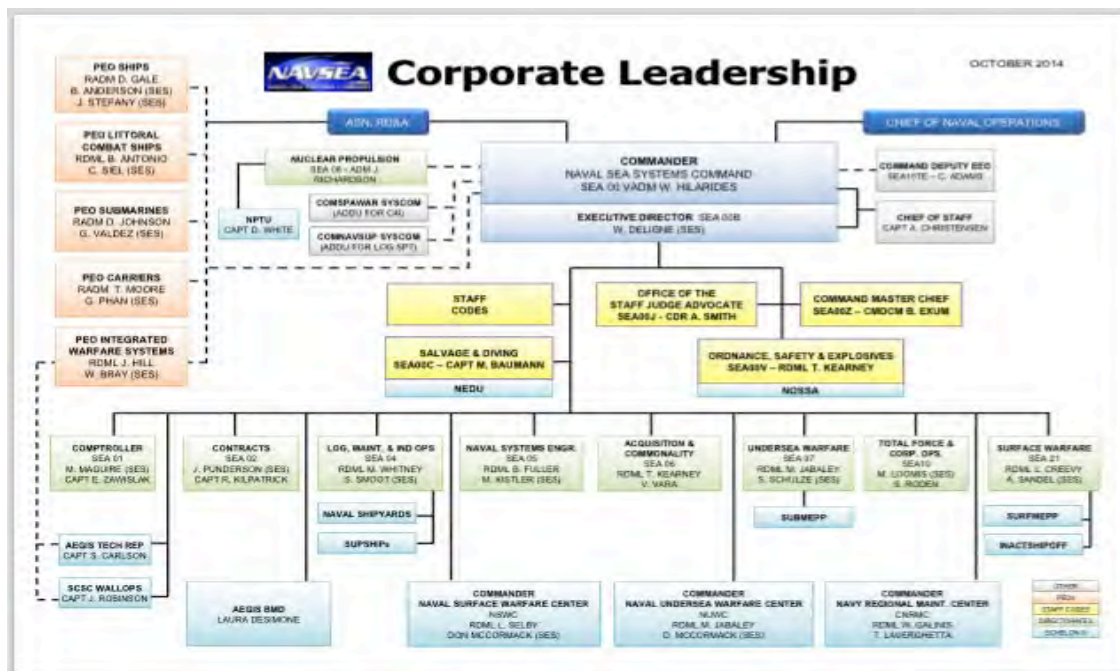 NAVSEA
Corporate Leadership
OCTOBER 2014
PEO SHIPS
RADM D. GALE
B. ANDERSON (SES)
J. STEFANY (SES)
PEO LITTORAL
COMBAT SHIPS
RDML B. ANTONIO
C. SIEL (SES)
PEO SUBMARINES
RADM D. JOHNSON
G. VALDEZ (SES)
PEO CARRIERS
RADM T. MOORE
G. PHAN (SES)
PEO INTEGRATED
WARFARE SYSTEMS
RDML J. HILL
W. BRAY (SES)
ASN, RD&A
CHIEF OF NAVAL OPERATIONS
NUCLEAR PROPULSION
SEA 08 - ADM J.
RICHARDSON
NPTU
CAPT D. WHITE
COMSPAWAR SYSCOM
(ADDU FOR C4I)
COMNAVSUP SYSCOM
(ADDU FOR LOG SPT)
COMMANDER
NAVAL SEA SYSTEMS COMMAND
SEA 00 VADM W. HILARIDES
EXECUTIVE DIRECTOR SEA 00B
W. DELIGNE (SES)
COMMAND DEPUTY EEO
C. ADAMS
CHIEF OF STAFF
CAPT A. CHRISTENSEN
STAFF
CODES
OFFICE OF THE
STAFF JUDGE ADVOCATE
SEA00J - CDR A. SMITH
COMMAND MASTER CHIEF
SEA00Z – CMDCM B. EXUM
SALVAGE & DIVING
SEA00C – CAPT M. BAUMANN
NEDU
ORDNANCE, SAFETY & EXPLOSIVES
SEA00V – RDML T. KEARNEY
NOSSA
COMPTROLLER
SEA 01
M. MAGUIRE (SES)
CAPT E. ZAWISLAK
CONTRACTS
SEA 02
J. PUNDERSON (SES)
CAPT R. KILPATRICK
LOG, MAINT, & IND OPS
SEA 04
RDML M. WHITNEY
S. SMOOT (SES)
NAVAL SYSTEMS ENGR.
SEA 05
RDML B. FULLER
M. KISTLER (SES)
ACQUISITION &
COMMONALITY
SEA 06
RDML T. KEARNEY
V. VARA
UNDERSEA WARFARE
SEA 07
RDML M. JABALEY
S. SCHULZE (SES)
TOTAL FORCE &
CORP. OPS.
SEA10
M. LOOMIS (SES)
S. RODEN
SURFACE WARFARE
SEA 21
RDML L. CREEVY
A. SANDEL (SES)
NAVAL SHIPYARDS
SUPSHIPs
SUBMEPP
SURFMEPP
INACTSHIPOFF
AEGIS TECH REP
CAPT S. CARLSON
SCSC WALLOPS
CAPT J. ROBINSON
AEGIS BMD
LAURA DESIMONE
COMMANDER
NAVAL SURFACE WARFARE CENTER
NSWC
RDML L. SELBY
DON MCCORMACK (SES)
COMMANDER
NAVAL UNDERSEA WARFARE CENTER
NUWC
RDML M. JABALEY
D. MCCORMACK (SES)
COMMANDER
NAVY REGIONAL MAINT. CENTER
CNRMC
RDML W. GALINIS
T. LAVERGHETTA
OTHER
PEOs
STAFF CODES
DIRECTORATES
ECHELON III